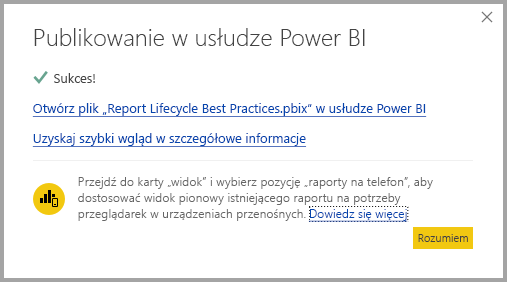 Publikowanie w usłudze Power BI
Sukces!
Otwórz plik „Report Lifecycle Best Practices.pbix” w usłudze Power BI
Uzyskaj szybki wgląd w szczegółowe informacje
Przejdź do karty „widok” i wybierz pozycję „raporty na telefon”, aby
dostosować widok pionowy istniejącego raportu na potrzeby
przeglądarek w urządzeniach przenośnych. Dowiedz się więcej
Rozumiem